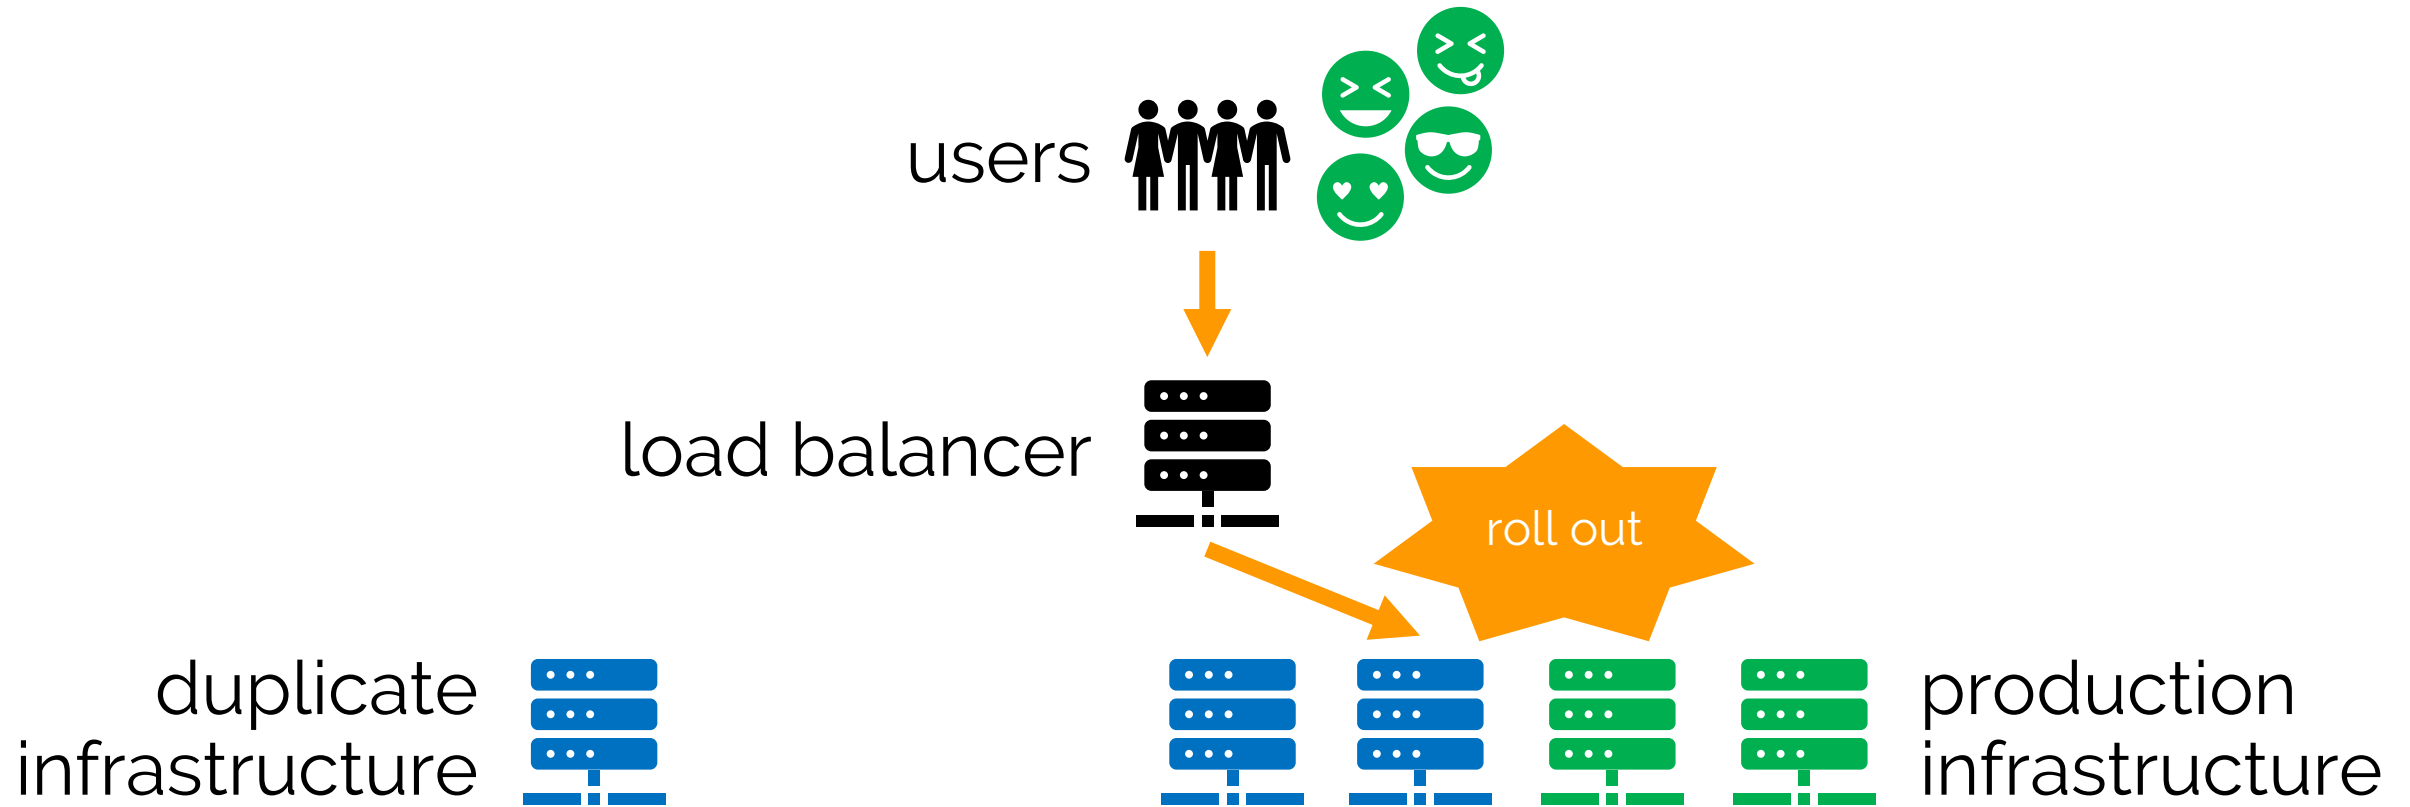 users
load balancer
roll out
duplicate
infrastructure
production
infrastructure